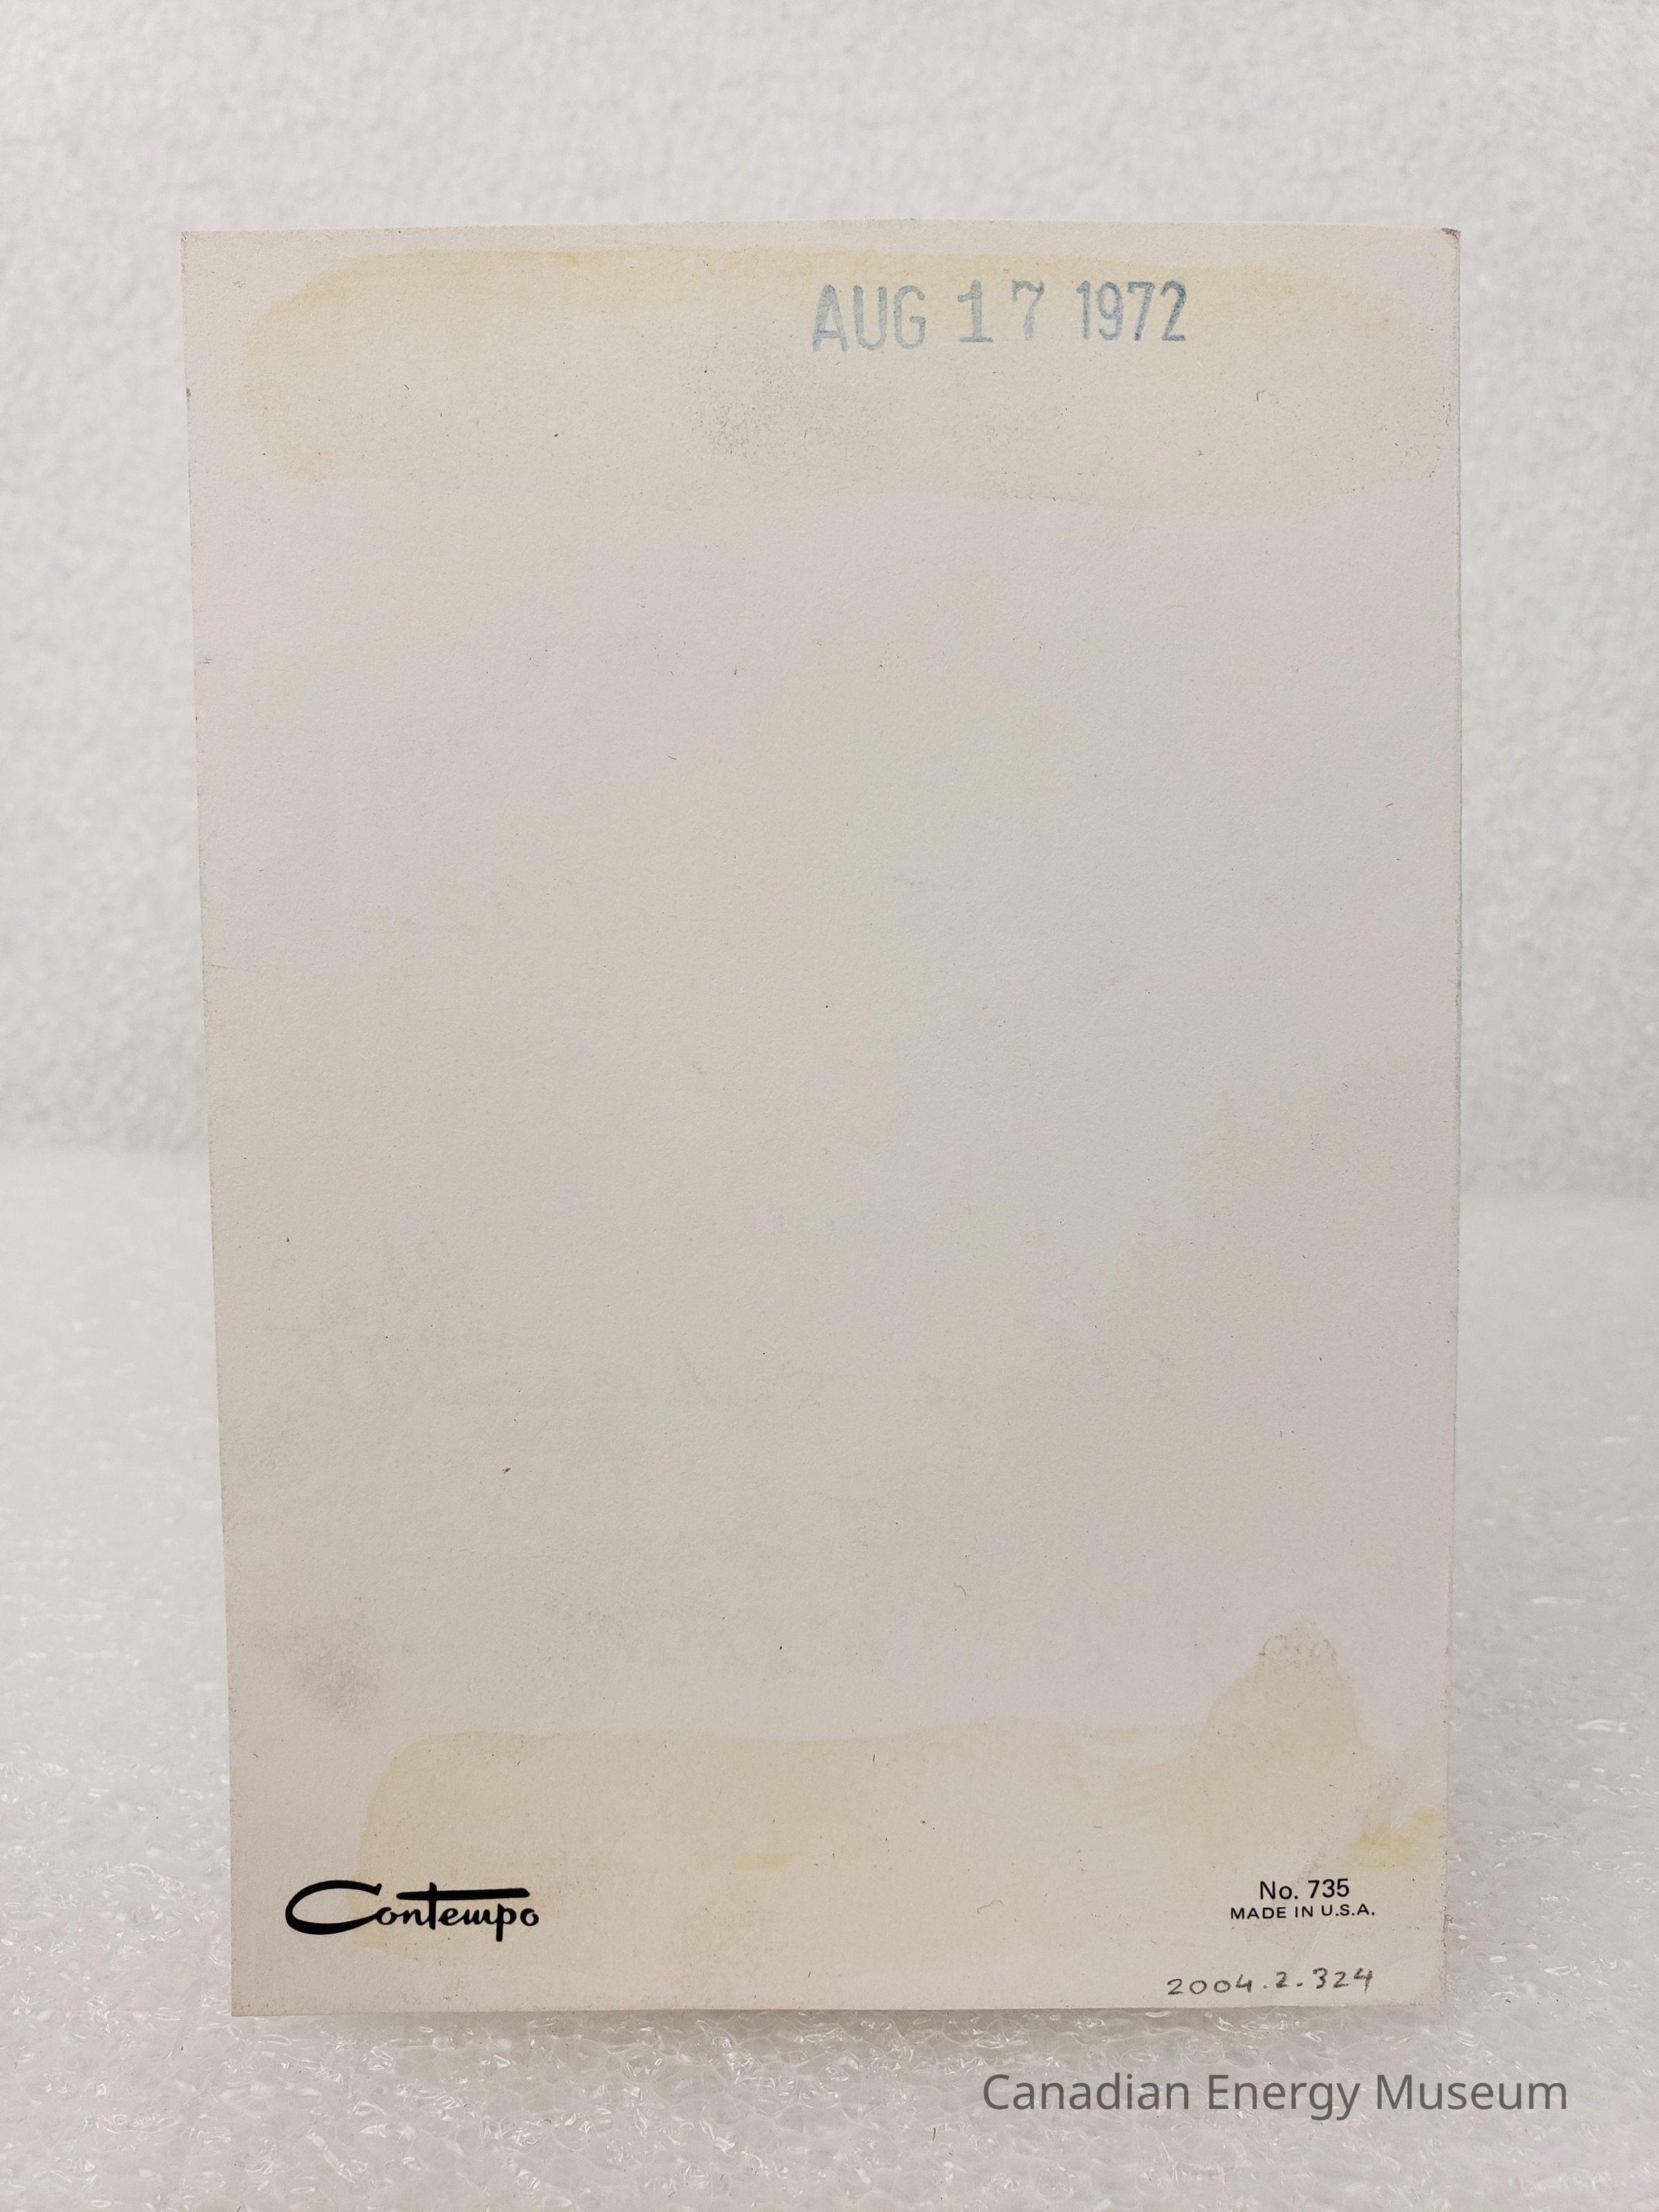 AUG 17 1972
Contempo
No. 735
MADE IN U.S.A.
2004.2.324
Canadian Energy Museum